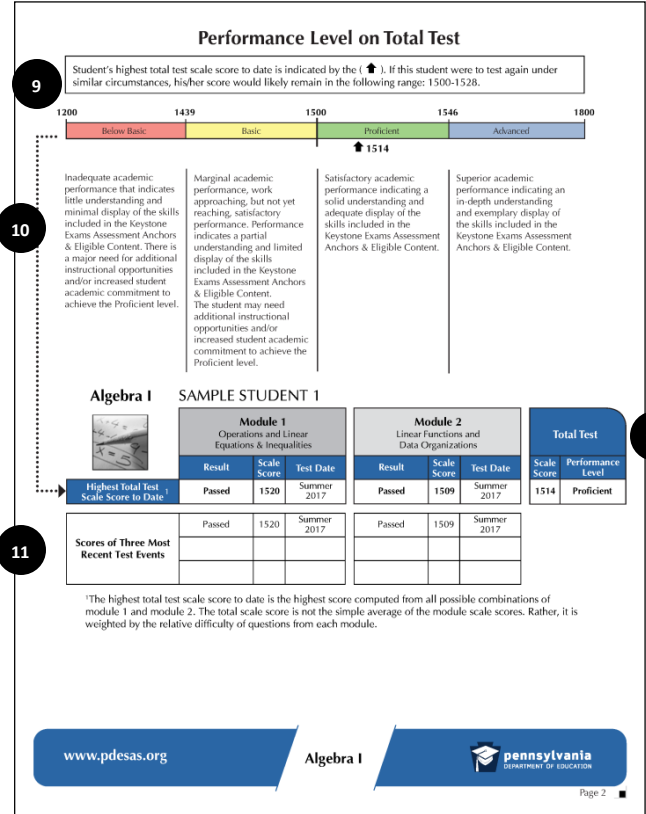 Performance Level on Total Test
9
Student's highest total test scale score to date is indicated by the ( ⬆ ). If this student were to test again under
similar circumstances, his/her score would likely remain in the following range: 1500-1528.
1200 1439 1500 1546 1800
Below Basic Basic Proficient Advanced
⬆ 1514
10
Inadequate academic
performance that indicates
little understanding and
minimal display of the skills
included in the Keystone
Exams Assessment Anchors
& Eligible Content. There is
a major need for additional
instructional opportunities
and/or increased student
academic commitment to
achieve the Proficient level.
Marginal academic
performance, work
approaching, but not yet
reaching, satisfactory
performance. Performance
indicates a partial
understanding and limited
display of the skills
included in the Keystone
Exams Assessment Anchors
& Eligible Content.
The student may need
additional instructional
opportunities and/or
increased student academic
commitment to achieve the
Proficient level.
Satisfactory academic
performance indicating a
solid understanding and
adequate display of the
skills included in the
Keystone Exams Assessment
Anchors & Eligible Content.
Superior academic
performance indicating an
in-depth understanding
and exemplary display of
the skills included in the
Keystone Exams Assessment
Anchors & Eligible Content.
Algebra I SAMPLE STUDENT 1
Module 1
Operations and Linear
Equations & Inequalities
Module 2
Linear Functions and
Data Organizations
Total Test
Result Scale Score Test Date Result Scale Score Test Date Scale Score Performance Level
Highest Total Test
Scale Score to Date 1
Passed 1520 Summer 2017 Passed 1509 Summer 2017 1514 Proficient
11
Scores of Three Most
Recent Test Events
Passed 1520 Summer 2017 Passed 1509 Summer 2017
1The highest total test scale score to date is the highest score computed from all possible combinations of
module 1 and module 2. The total scale score is not the simple average of the module scale scores. Rather, it is
weighted by the relative difficulty of questions from each module.
www.pdesas.org
Algebra I
pennsylvania
DEPARTMENT OF EDUCATION
Page 2